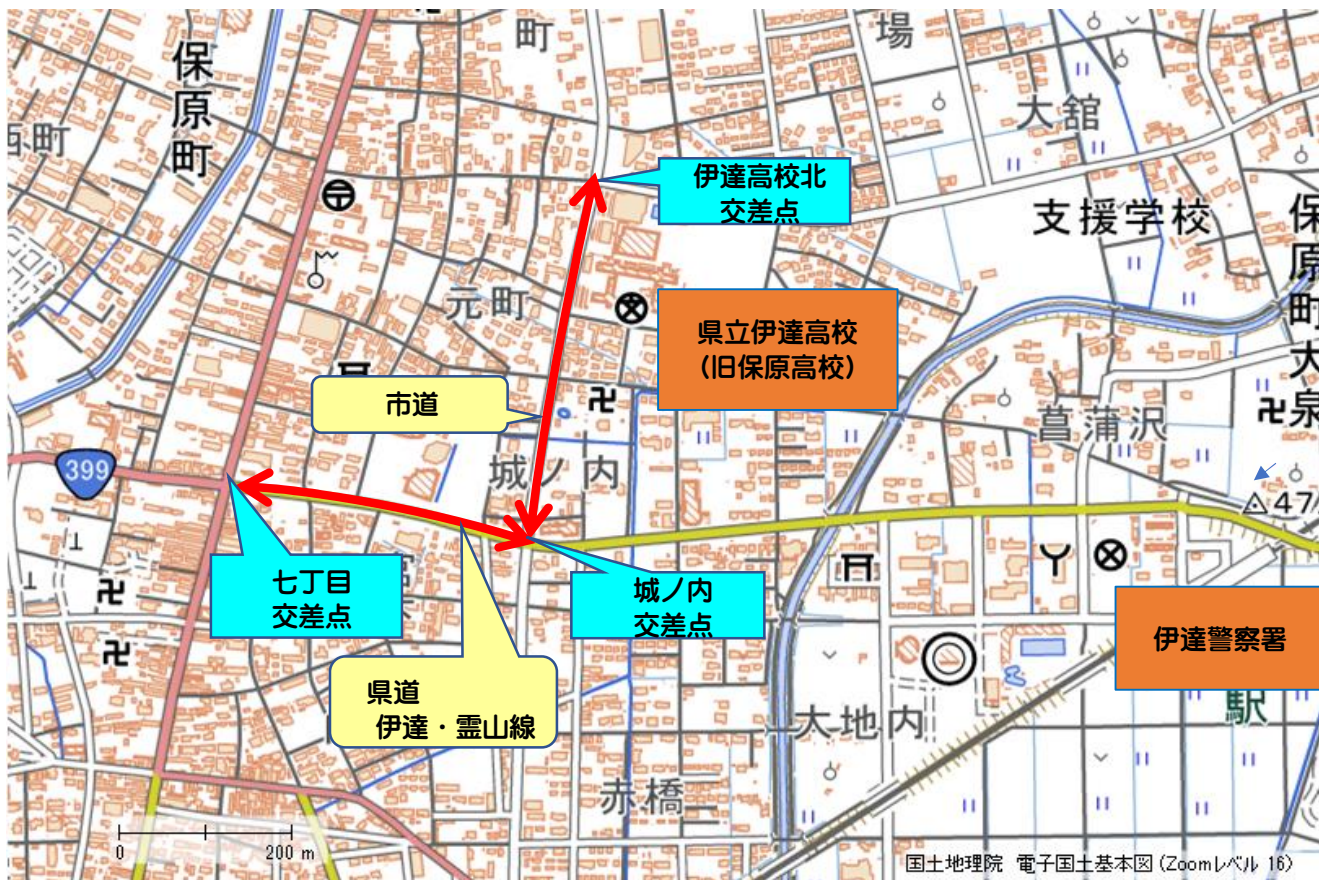 保原町
西町
町
場
大舘
伊達高校北
交差点
支援学校
保原町大泉
元町
県立伊達高校
(旧保原高校)
市道
菖蒲沢
399
城ノ内
47
七丁目
交差点
城ノ内
交差点
伊達警察署
県道
伊達・霊山線
駅
大地内
赤橋
0
200 m
国土地理院 電子国土基本図 (Zoomレベル 16)